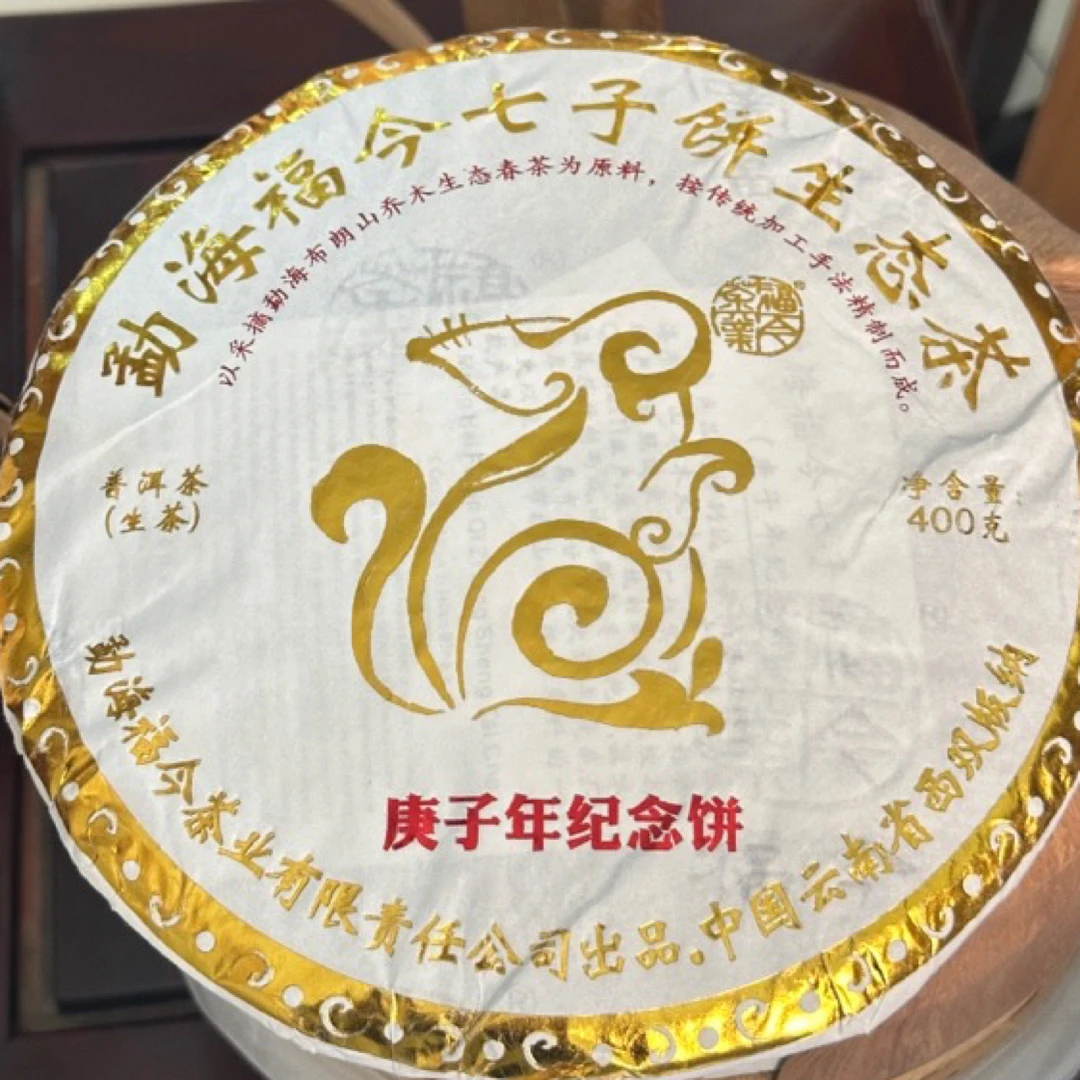 勐海福今七子饼生态茶
以采摘勐海布朗山乔木生态春茶为原料，按传统加工手法精制而成。
福今茶业
普洱茶
(生茶)
净含量:
400克
庚子年纪念饼
勐海福今茶业有限责任公司出品.中国云南省西双版纳